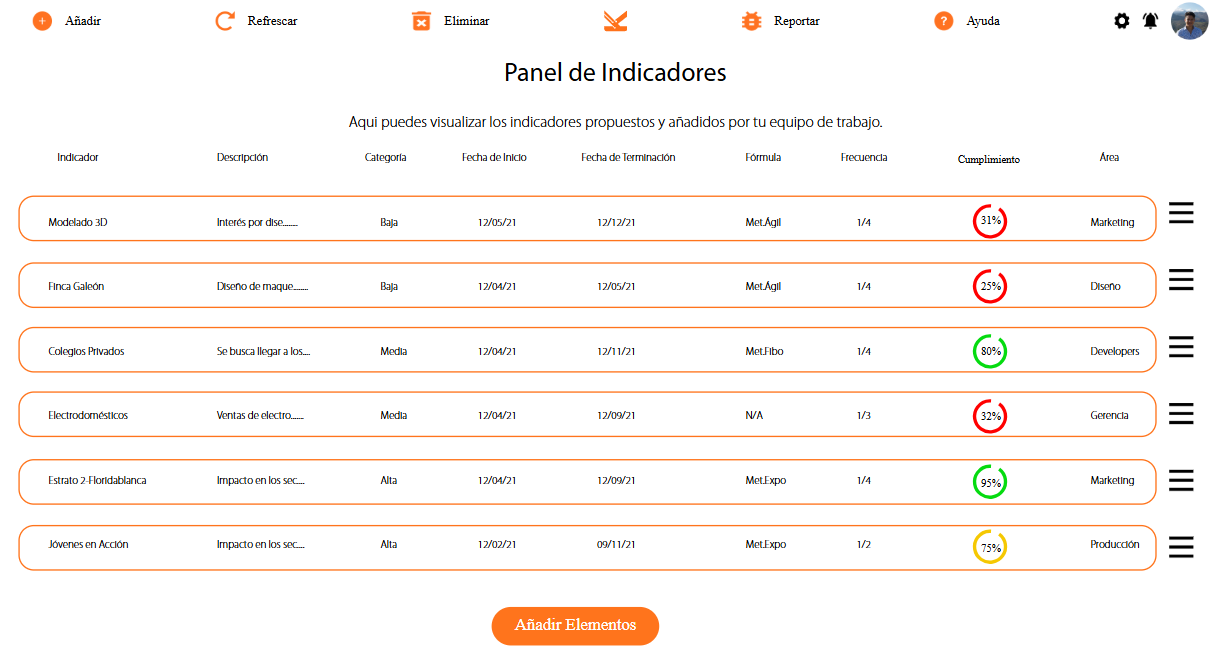 Añadir Refrescar Eliminar Reportar Ayuda
Panel de Indicadores
Aqui puedes visualizar los indicadores propuestos y añadidos por tu equipo de trabajo.
Indicador Descripción Categoría Fecha de Inicio Fecha de Terminación Fórmula Frecuencia Cumplimiento Área
Modelado 3D Interés por dise........ Baja 12/05/21 12/12/21 Met.Ágil 1/4 31% Marketing
Finca Galeón Diseño de maque........ Baja 12/04/21 12/05/21 Met.Ágil 1/4 25% Diseño
Colegios Privados Se busca llegar a los.... Media 12/04/21 12/11/21 Met.Fibo 1/4 80% Developers
Electrodomésticos Ventas de electro....... Media 12/04/21 12/09/21 N/A 1/3 32% Gerencia
Estrato 2-Floridablanca Impacto en los sec.... Alta 12/04/21 12/09/21 Met.Expo 1/4 95% Marketing
Jóvenes en Acción Impacto en los sec.... Alta 12/02/21 09/11/21 Met.Expo 1/2 75% Producción
Añadir Elementos